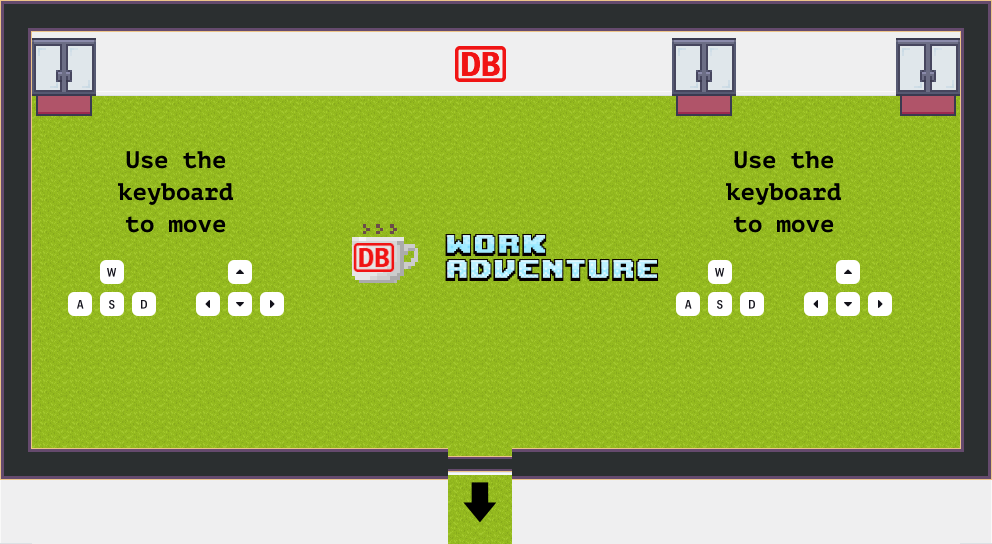 DB
Use the
keyboard
to move
W
A S D
DB
WORK
ADVENTURE
Use the
keyboard
to move
W
A S D